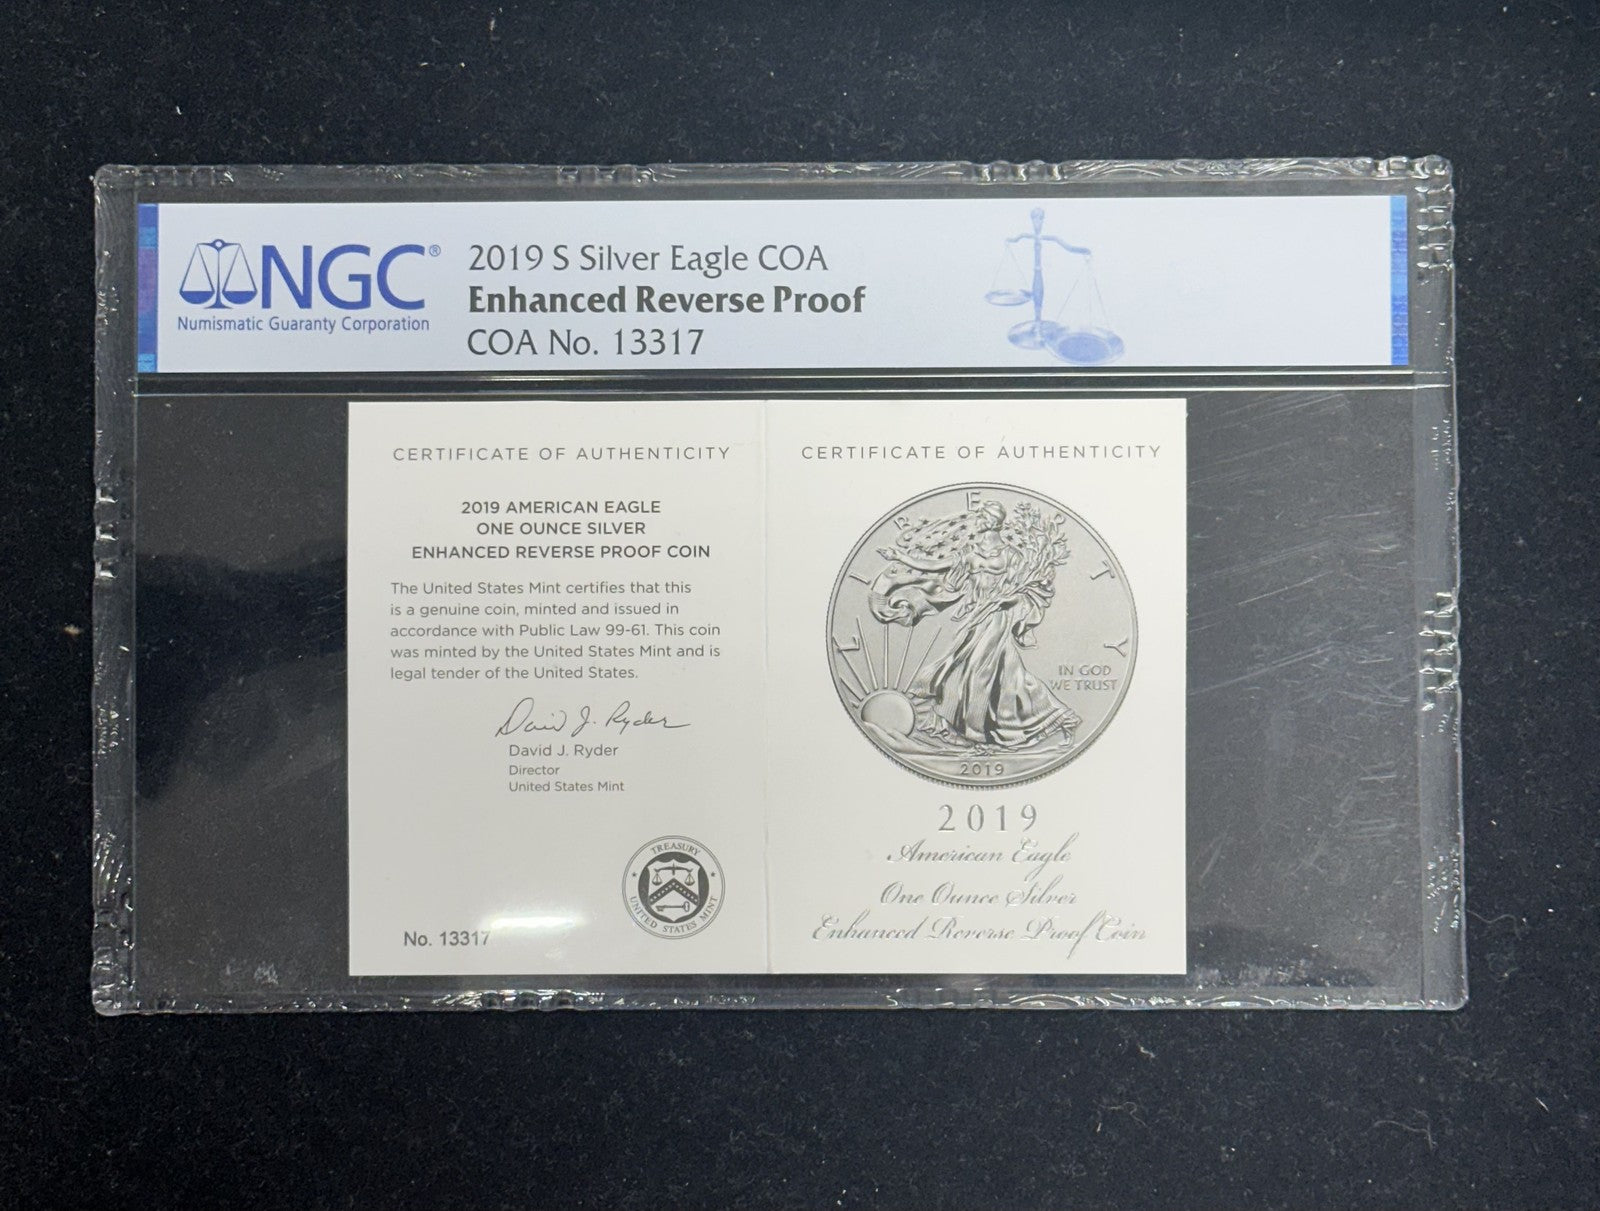 NGC®
Numismatic Guaranty Corporation
2019 S Silver Eagle COA
Enhanced Reverse Proof
COA No. 13317
CERTIFICATE OF AUTHENTICITY
2019 AMERICAN EAGLE
ONE OUNCE SILVER
ENHANCED REVERSE PROOF COIN
The United States Mint certifies that this
is a genuine coin, minted and issued in
accordance with Public Law 99-61. This coin
was minted by the United States Mint and is
legal tender of the United States.
David J. Ryder
David J. Ryder
Director
United States Mint
TREASURY
UNITED STATES MINT
No. 13317
CERTIFICATE OF AUTHENTICITY
LIBERTY
IN GOD
WE TRUST
2019
2019
American Eagle
One Ounce Silver
Enhanced Reverse Proof Coin